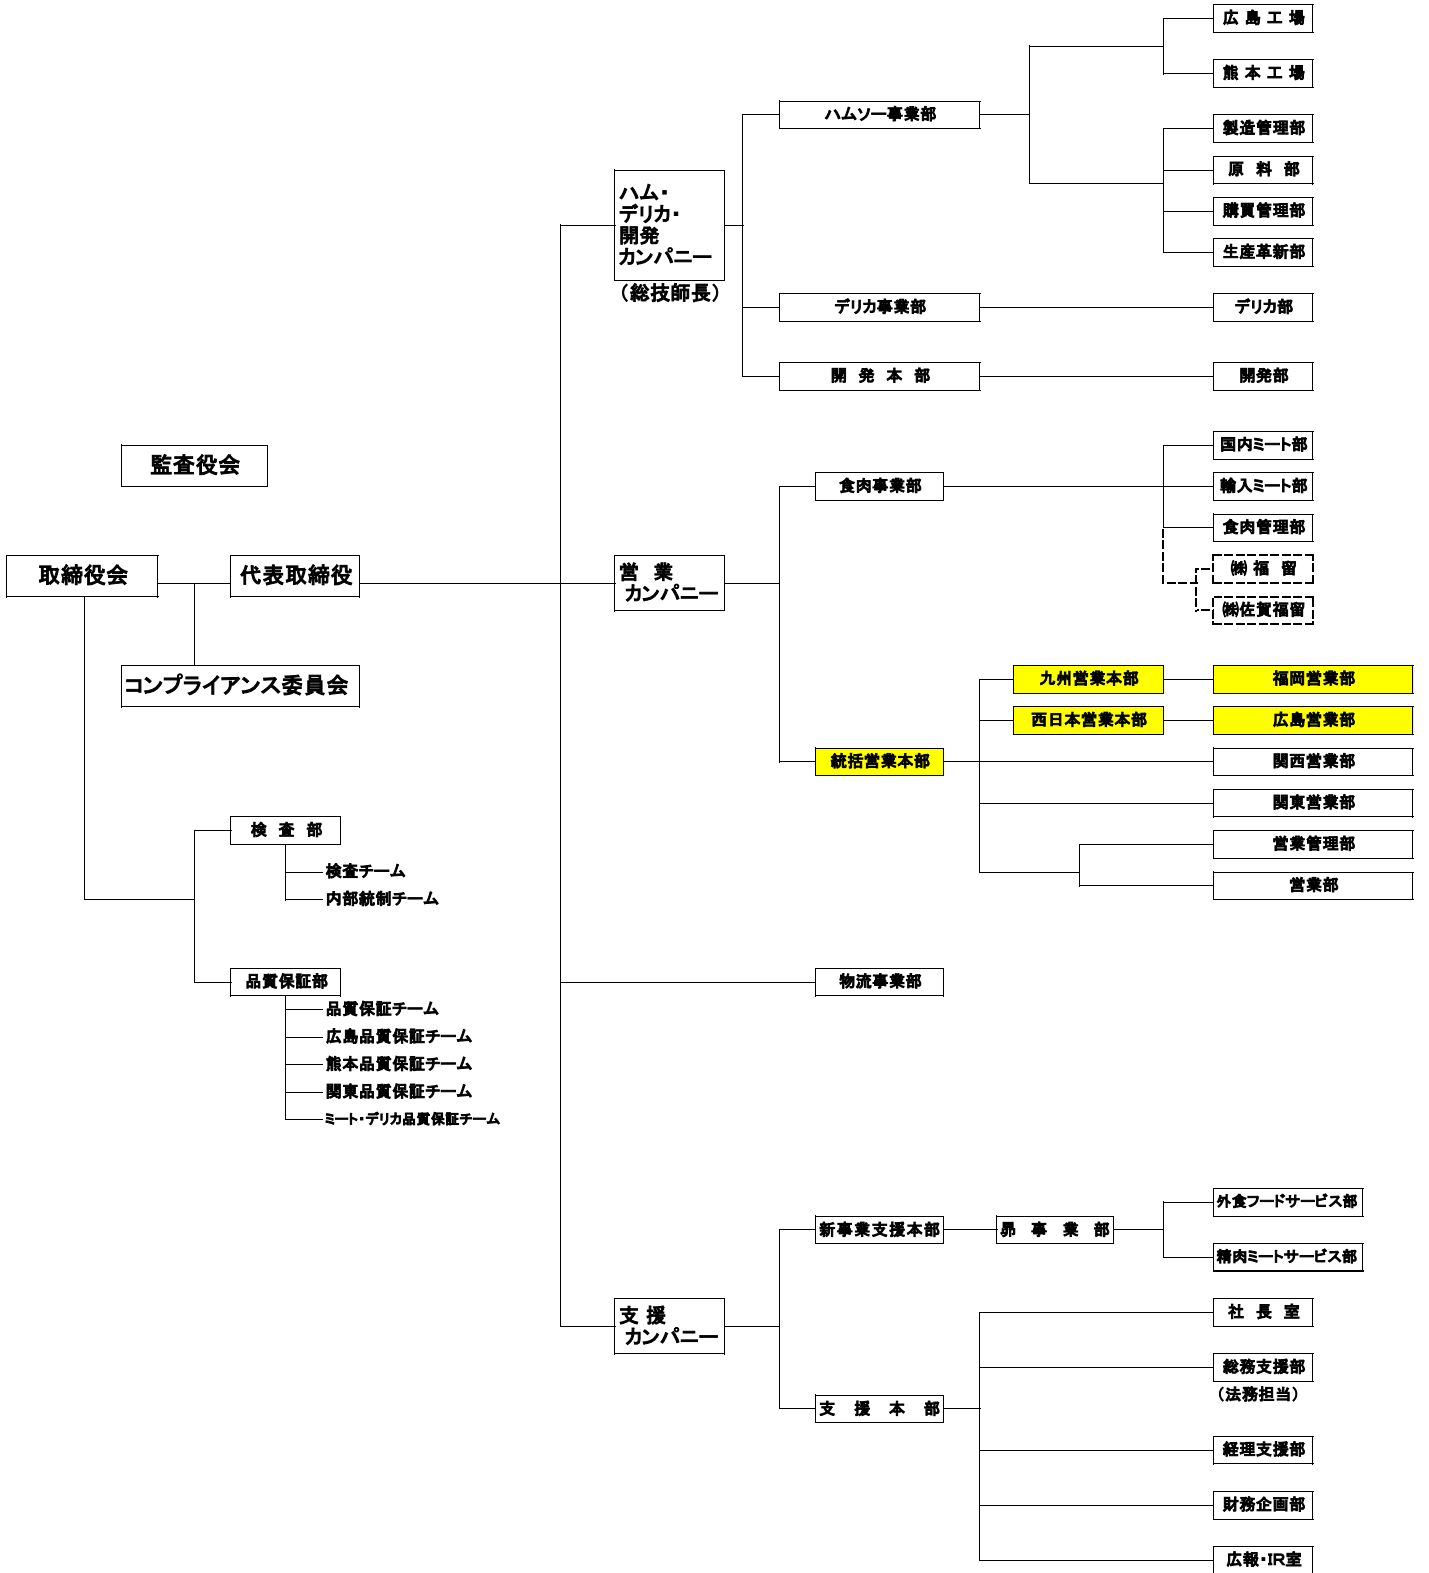 広 島 工 場
熊 本 工 場
ハムソー事業部
製造管理部
原 料 部
購買管理部
生産革新部
ハム・
デリカ・
開発
カンパニー
（総技師長）
デリカ事業部
デリカ部
開 発 本 部
開発部
監査役会
国内ミート部
食肉事業部
輸入ミート部
食肉管理部
取締役会
代表取締役
営 業
カンパニー
㈱ 福 留
㈱佐賀福留
コンプライアンス委員会
九州営業本部
福岡営業部
西日本営業本部
広島営業部
統括営業本部
関西営業部
関東営業部
営業管理部
営業部
検 査 部
検査チーム
内部統制チーム
品質保証部
品質保証チーム
広島品質保証チーム
熊本品質保証チーム
関東品質保証チーム
ミート・デリカ品質保証チーム
物流事業部
外食フードサービス部
新事業支援本部
昴 事 業 部
精肉ミートサービス部
支 援
カンパニー
社 長 室
総務支援部
（法務担当）
支 援 本 部
経理支援部
財務企画部
広報・IR室